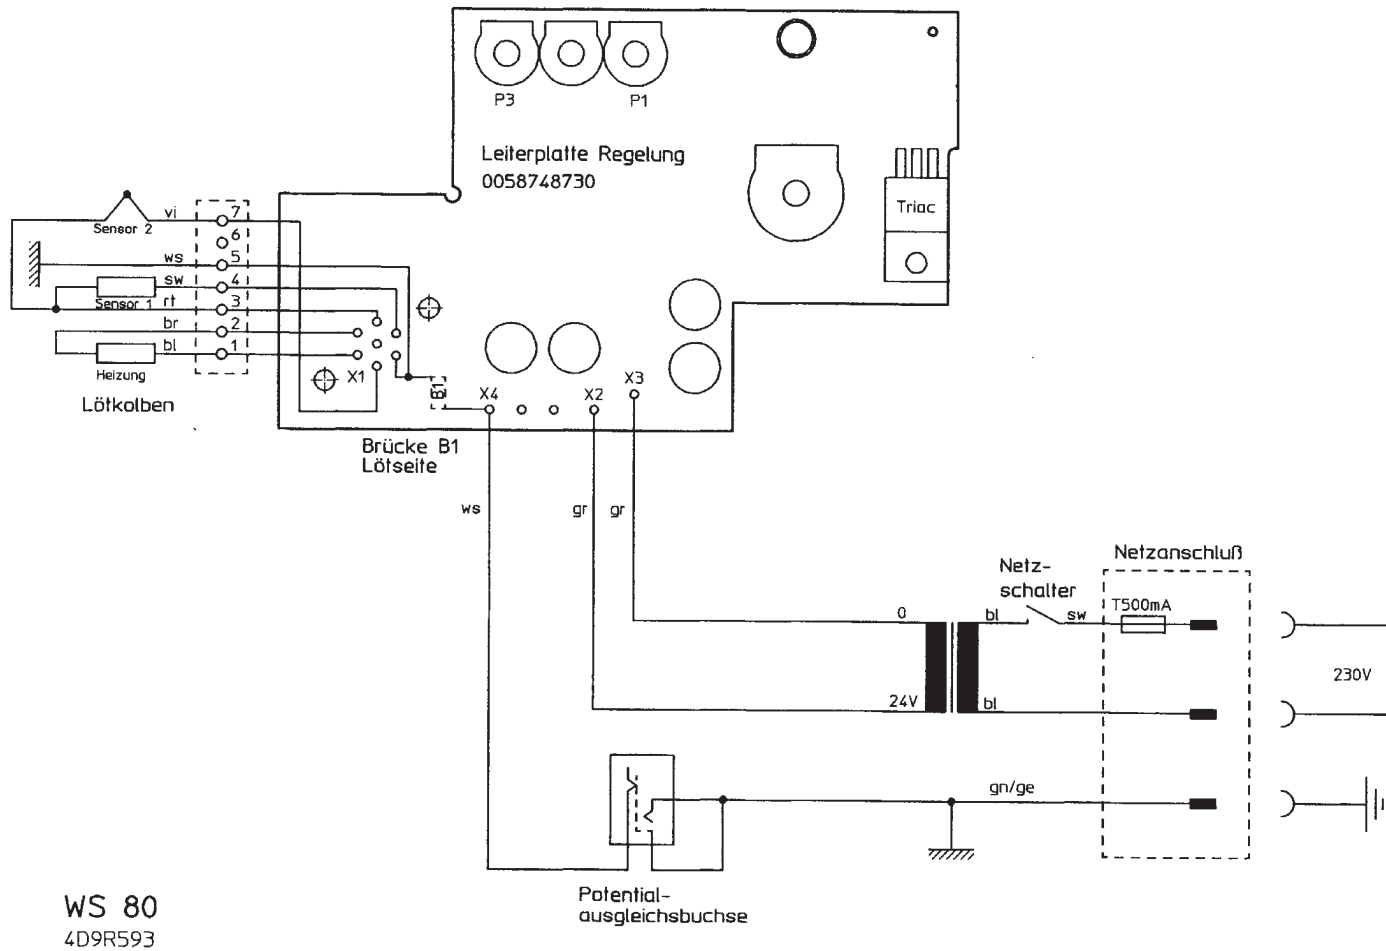 P3
P1
Leiterplatte Regelung
0058748730
Triac
vi
7
Sensor 2
6
ws
5
sw
4
Sensor 1
rt
3
br
2
bl
1
Heizung
X1
Lötkolben
B1
X4
X2
X3
Brücke B1
Lötseite
ws
gr
gr
Netzanschluß
Netz-
schalter
T500mA
0
bl
sw
230V
24V
bl
gn/ge
Potential-
ausgleichsbuchse
WS 80
4D9R593